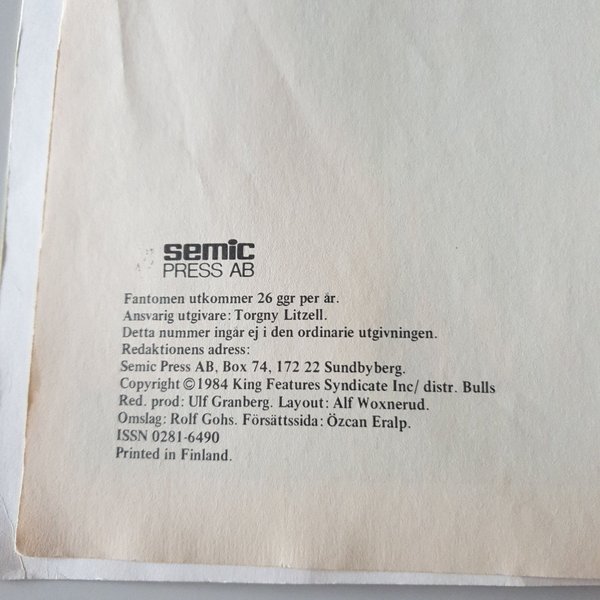 semic
PRESS AB
Fantomen utkommer 26 ggr per år.
Ansvarig utgivare: Torgny Litzell.
Detta nummer ingår ej i den ordinarie utgivningen.
Redaktionens adress:
Semic Press AB, Box 74, 172 22 Sundbyberg.
Copyright ©1984 King Features Syndicate Inc/ distr. Bulls
Red. prod: Ulf Granberg. Layout: Alf Woxnerud.
Omslag: Rolf Gohs. Försättssida: Özcan Eralp.
ISSN 0281-6490
Printed in Finland.